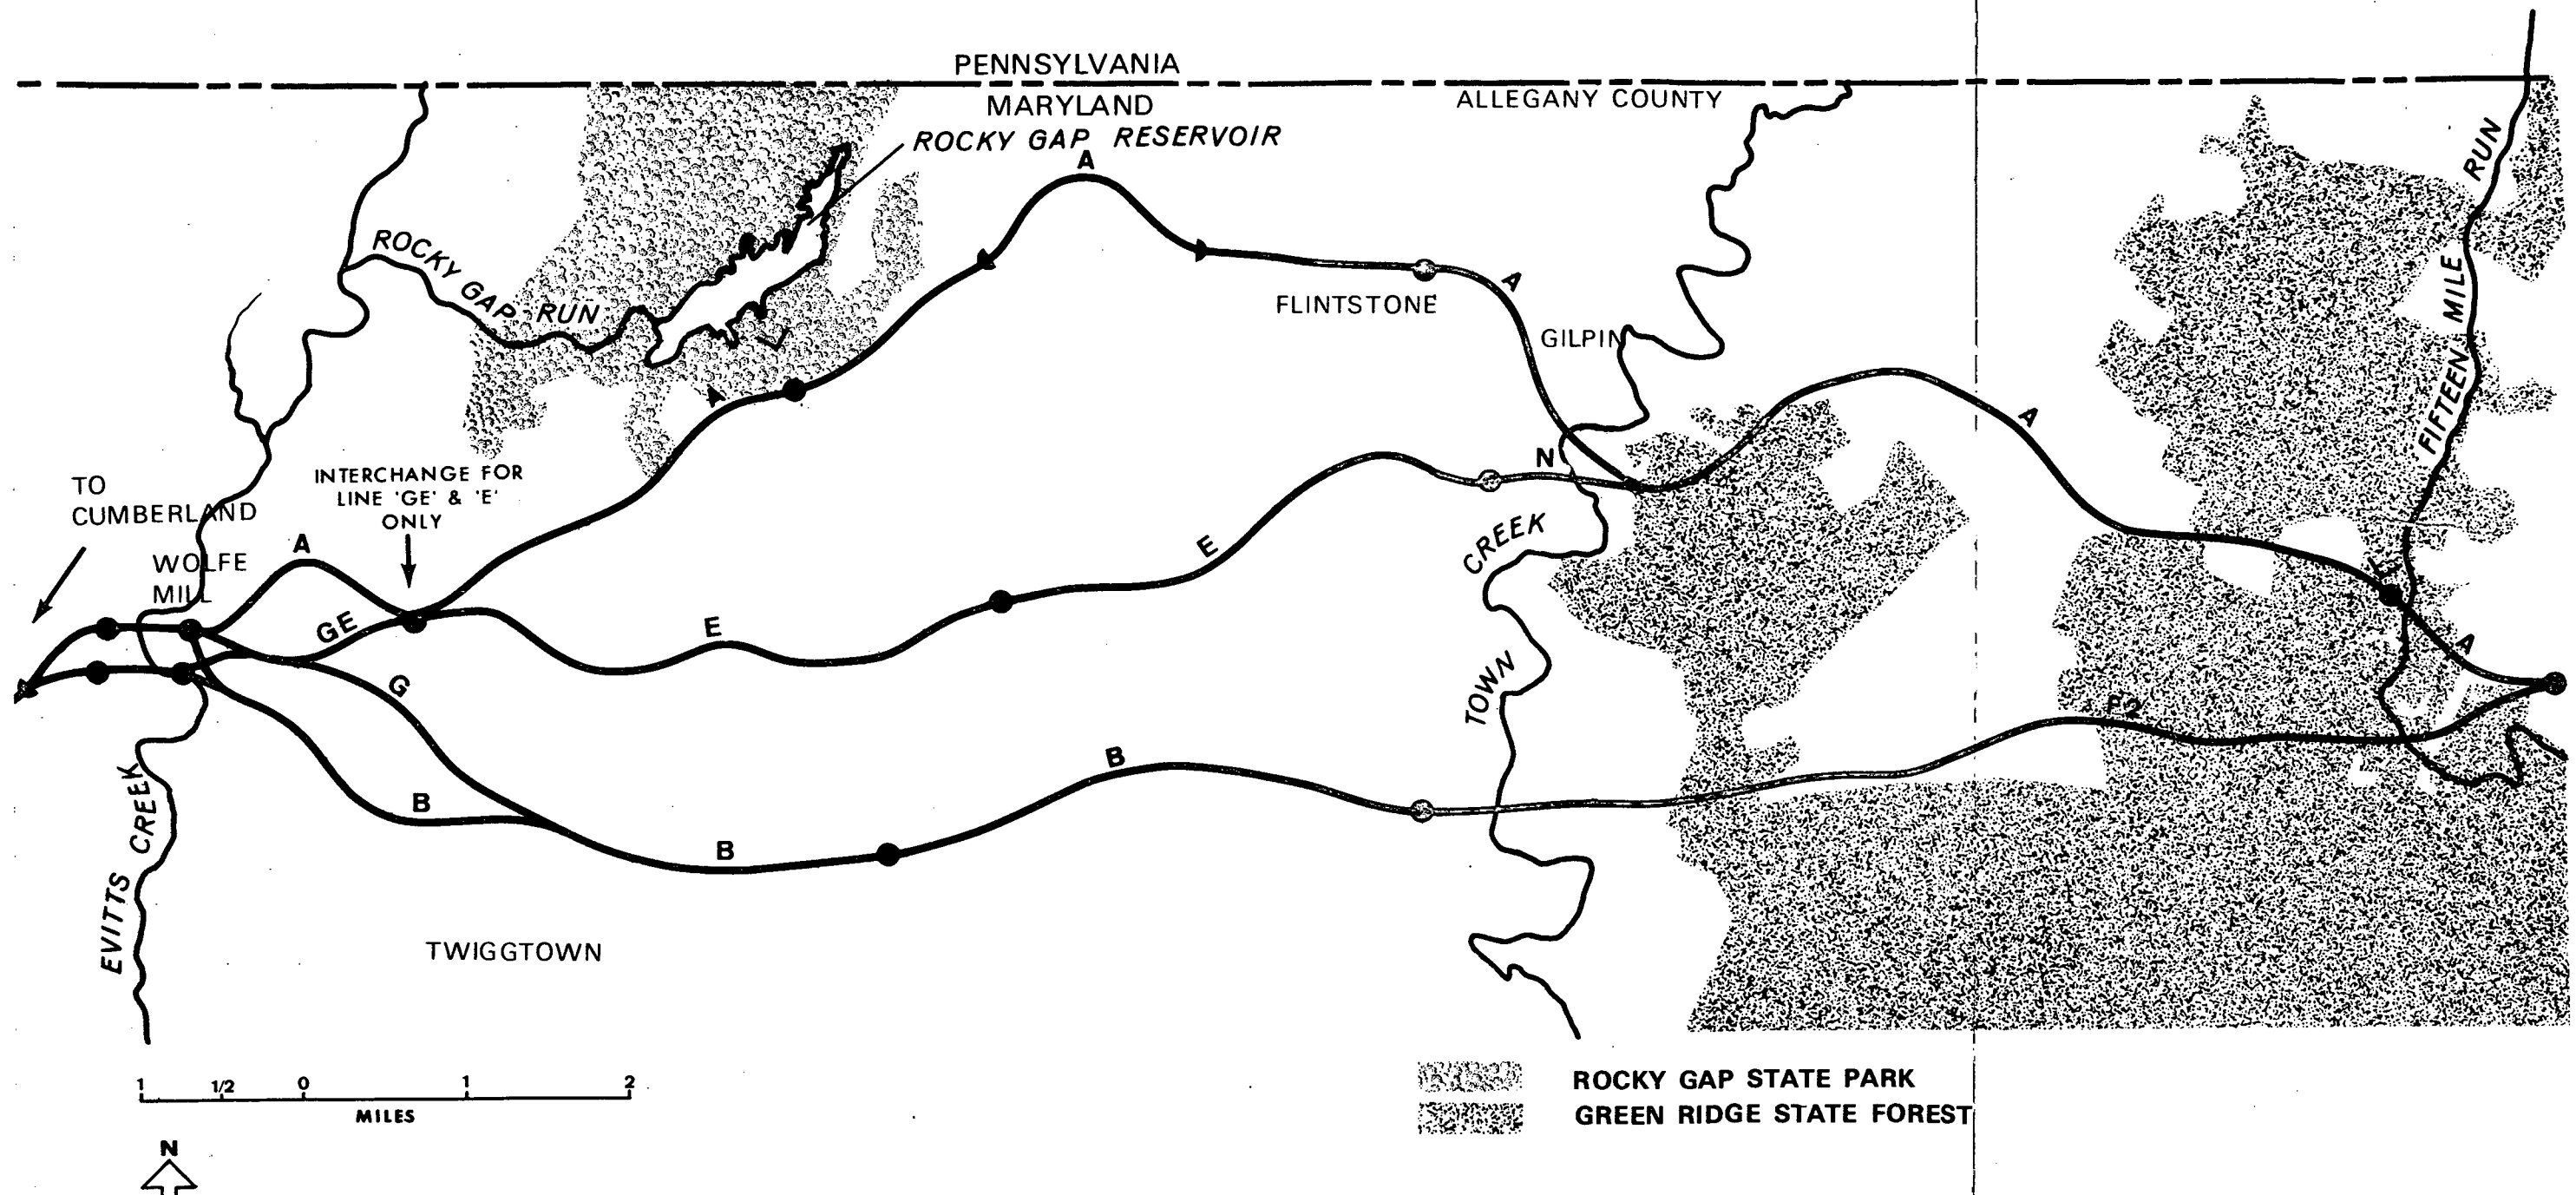 PENNSYLVANIA
MARYLAND
ALLEGANY COUNTY
ROCKY GAP RESERVOIR
A
ROCKY GAP RUN
FLINTSTONE
A
GILPIN
FIFTEEN MILE RUN
A
A
INTERCHANGE FOR
LINE 'GE' & 'E'
ONLY
TO
CUMBERLAND
WOLFE
MILL
A
N
E
TOWN CREEK
GE
E
G
A
F2
B
B
B
EVITTS CREEK
TWIGGTOWN
1 1/2 0 1 2
MILES
N
ROCKY GAP STATE PARK
GREEN RIDGE STATE FOREST